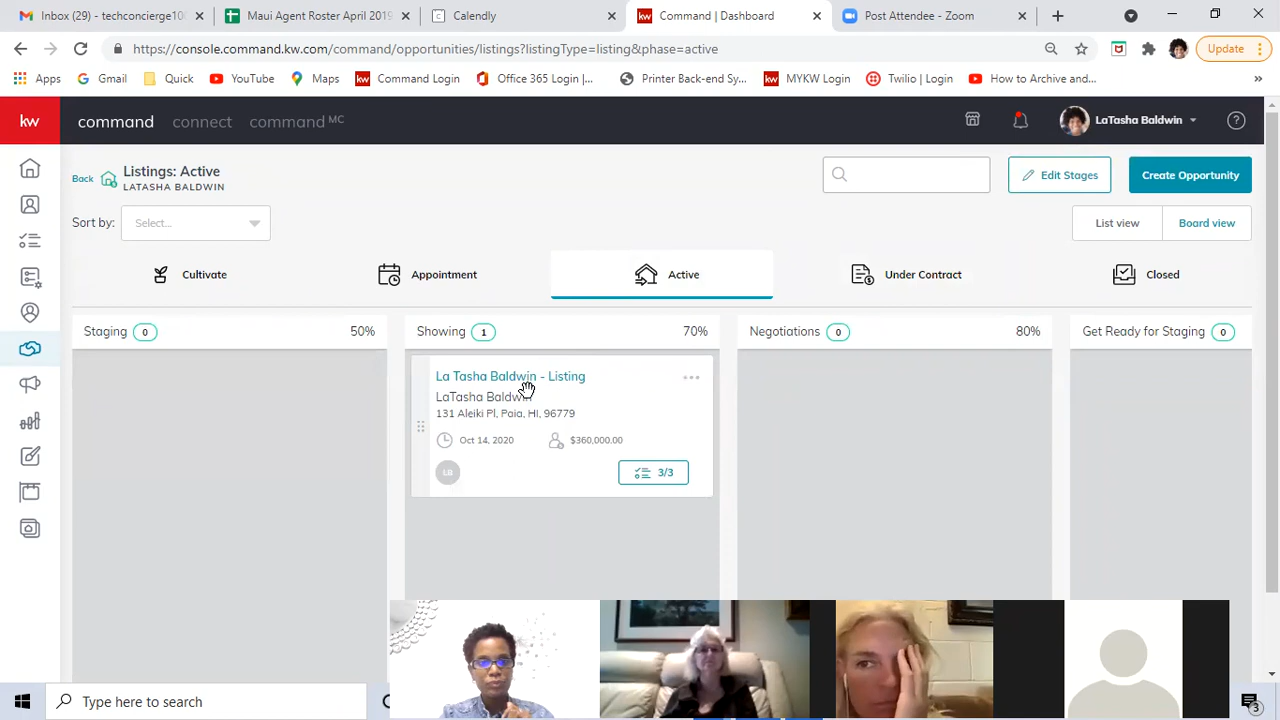 Inbox (29) - techconcierge100
Maui Agent Roster April 2019
Calendly
Command | Dashboard
Post Attendee - Zoom
https://console.command.kw.com/command/opportunities/listings?listingType=listing&phase=active
Update
Apps
Gmail
Quick
YouTube
Maps
kw Command Login
Office 365 Login |...
Printer Back-end Sy...
kw MYKW Login
Twilio | Login
How to Archive and...
»
kw
command
connect
command MC
LaTasha Baldwin
Back
Listings: Active
LATASHA BALDWIN
Edit Stages
Create Opportunity
Sort by:
Select...
List view
Board view
Cultivate
Appointment
Active
Under Contract
Closed
Staging 0 50%
Showing 1 70%
Negotiations 0 80%
Get Ready for Staging 0
La Tasha Baldwin - Listing
LaTasha Baldwin
131 Aleiki Pl, Paia, HI, 96779
Oct 14, 2020
$360,000.00
LB
3/3
Type here to search
3